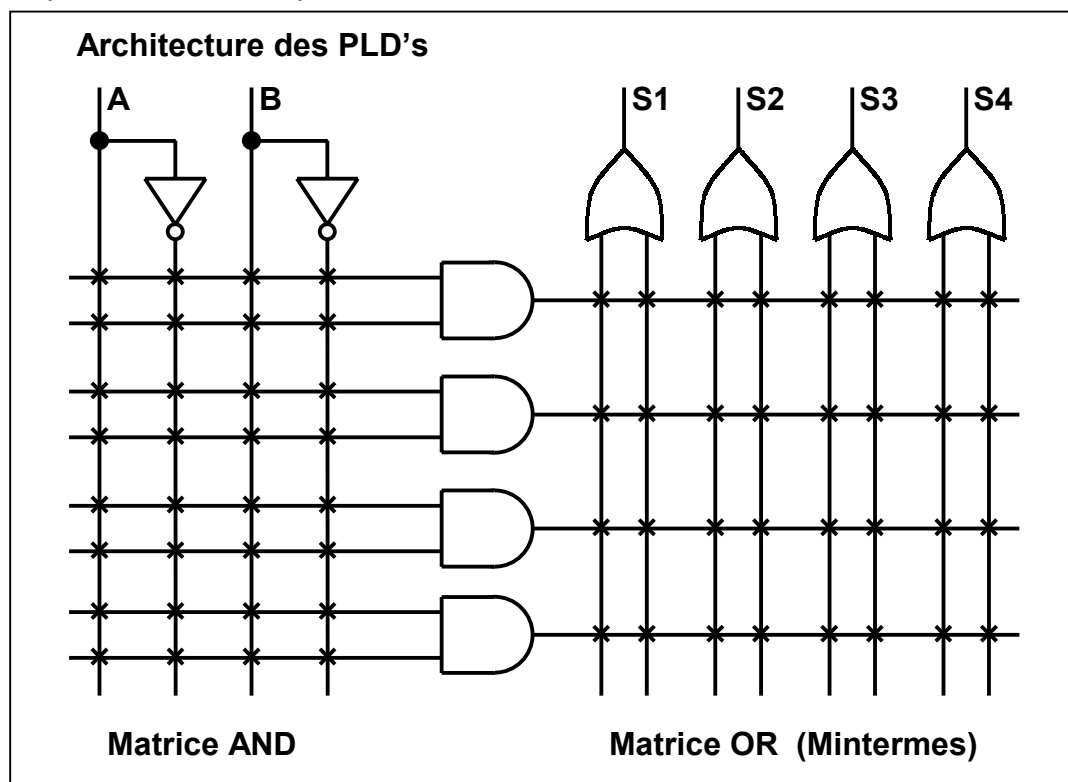 Architecture des PLD's
A B S1 S2 S3 S4
Matrice AND Matrice OR (Mintermes)